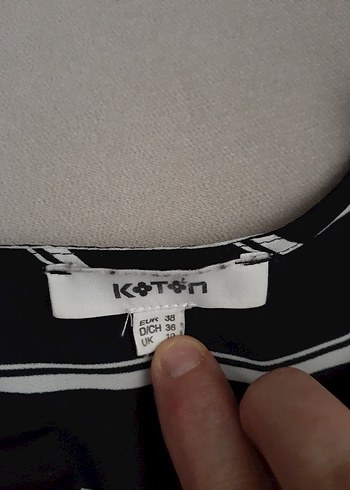 KOTON
EUR 38
D/CH 36
UK